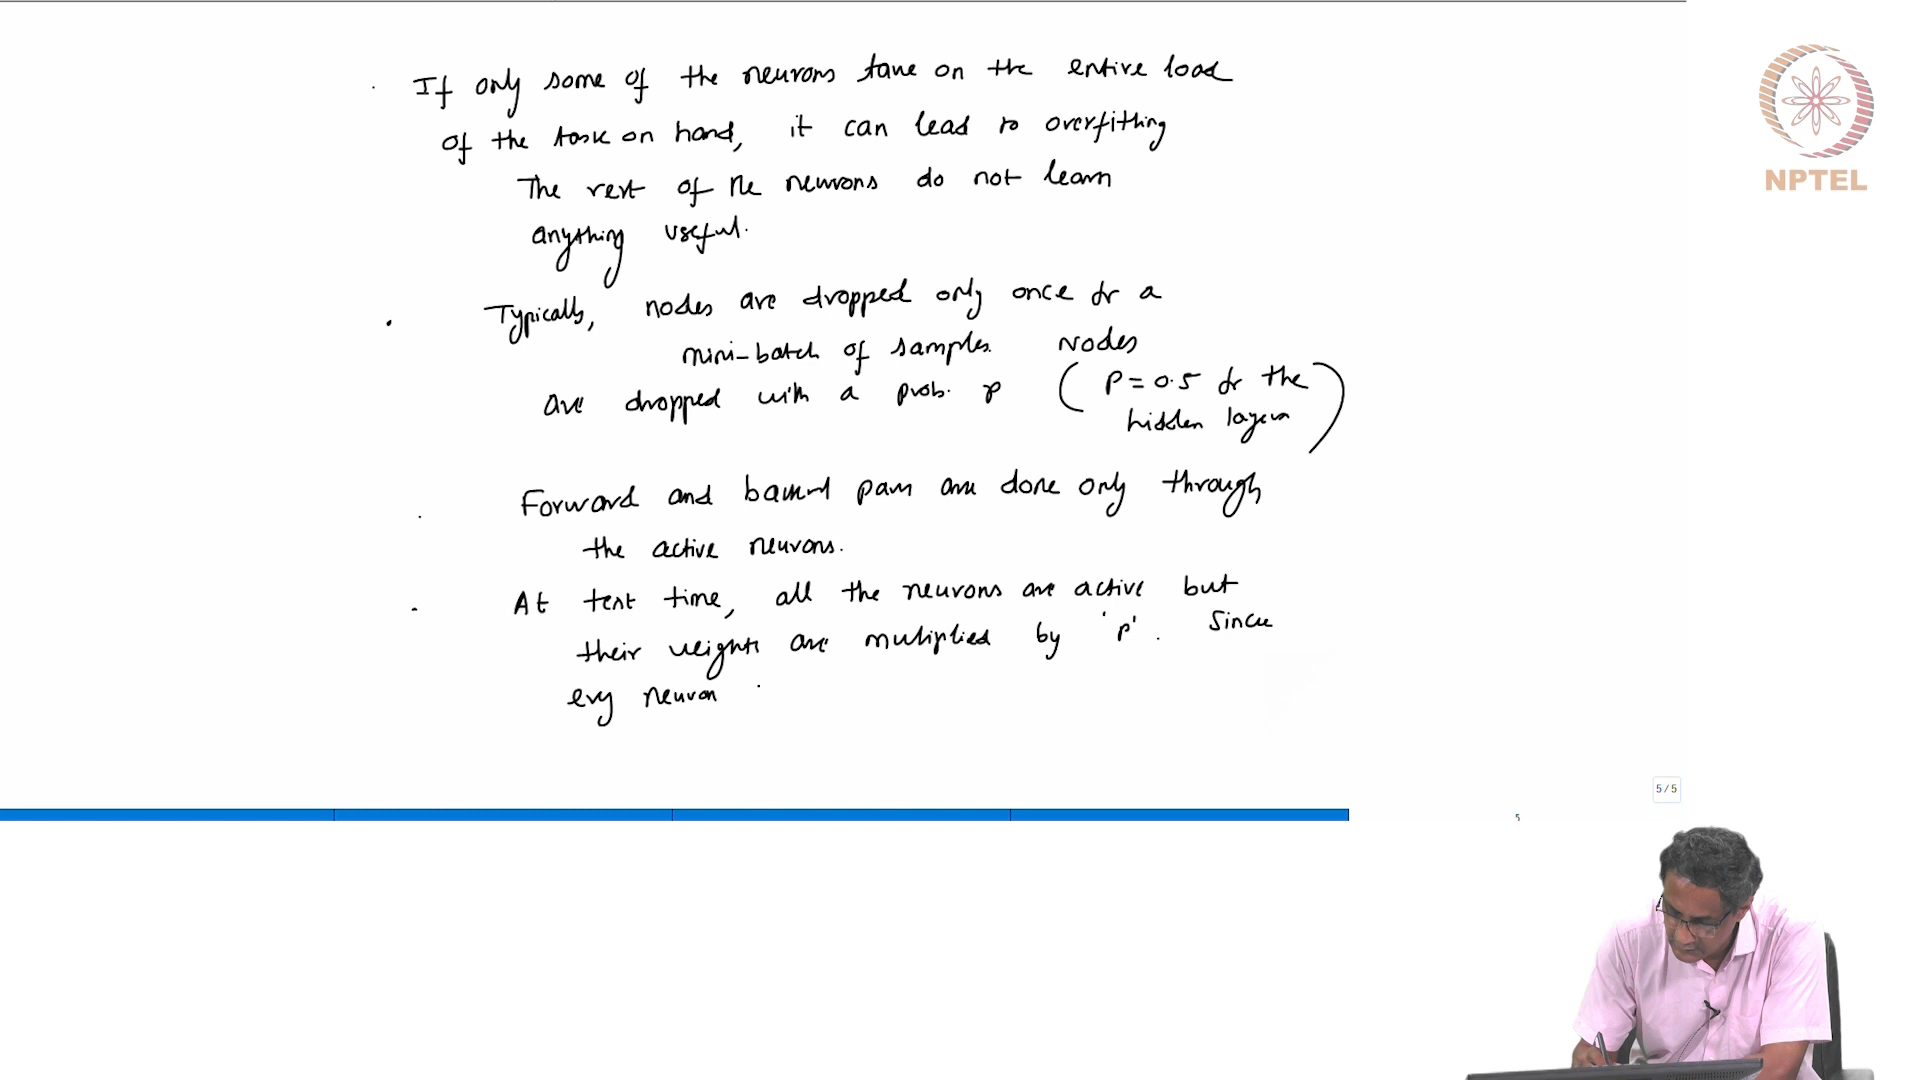 If only some of the neurons take on the entire load
of the task on hand, it can lead to overfitting
The rest of the neurons do not learn
anything useful.
Typically, nodes are dropped only once for a
mini-batch of samples. Nodes
are dropped with a prob. p (P = 0.5 for the
hidden layers)
Forward and backward pass are done only through
the active neurons.
At test time, all the neurons are active but
their weights are multiplied by 'p'. Since
every neuron
NPTEL
5/5
5